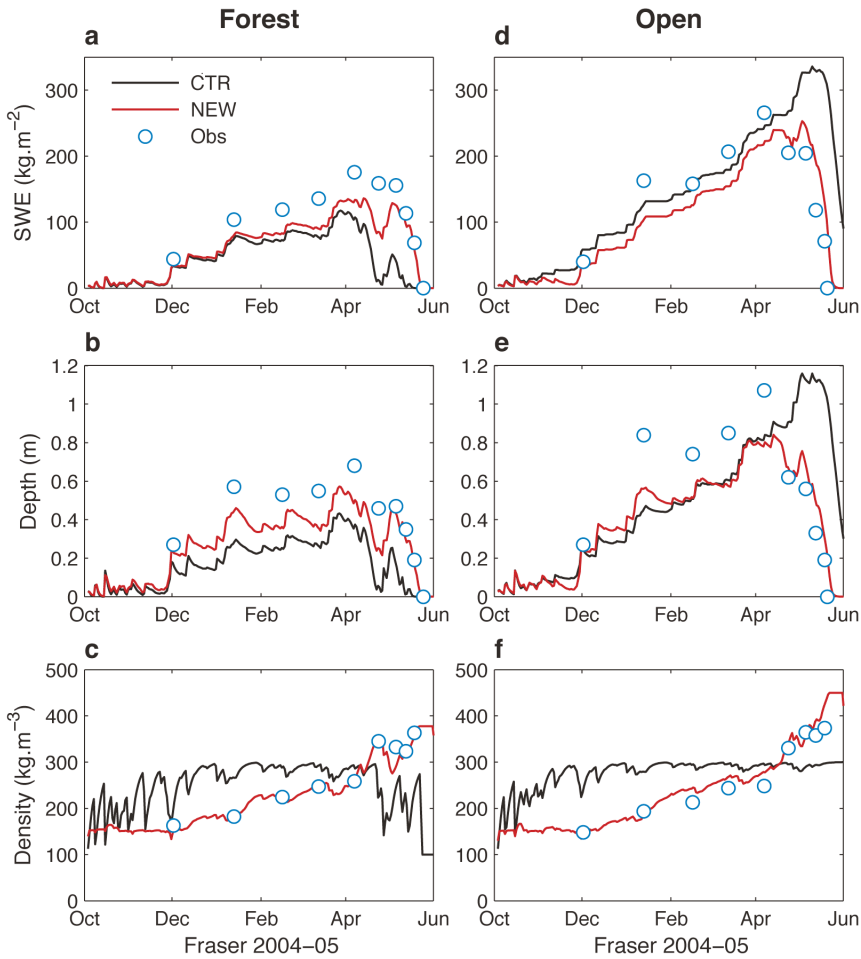 Forest
Open
a
SWE (kg.m−2)
300
200
100
0
CTR
NEW
Obs
Oct
Dec
Feb
Apr
Jun
d
300
200
100
0
Oct
Dec
Feb
Apr
Jun
b
Depth (m)
1.2
1
0.8
0.6
0.4
0.2
0
Oct
Dec
Feb
Apr
Jun
e
1.2
1
0.8
0.6
0.4
0.2
0
Oct
Dec
Feb
Apr
Jun
c
Density (kg.m−3)
500
400
300
200
100
0
Oct
Dec
Feb
Apr
Jun
Fraser 2004−05
f
500
400
300
200
100
0
Oct
Dec
Feb
Apr
Jun
Fraser 2004−05